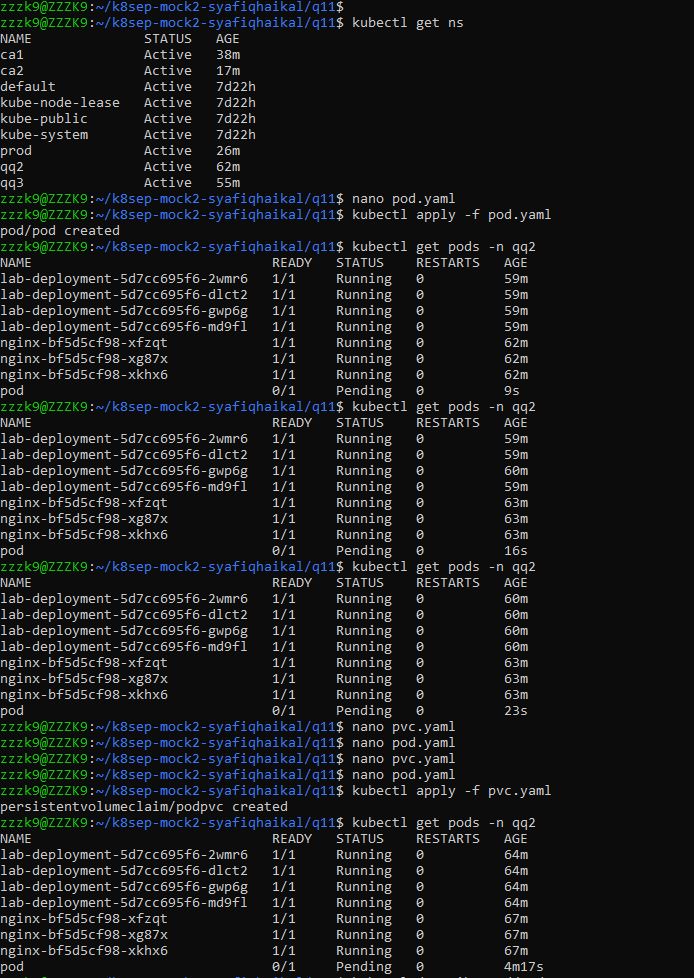 zzzk9@ZZZK9:~/k8sep-mock2-syafiqhaikal/q11$
zzzk9@ZZZK9:~/k8sep-mock2-syafiqhaikal/q11$ kubectl get ns
NAME              STATUS   AGE
ca1               Active   38m
ca2               Active   17m
default           Active   7d22h
kube-node-lease   Active   7d22h
kube-public       Active   7d22h
kube-system       Active   7d22h
prod              Active   26m
qq2               Active   62m
qq3               Active   55m
zzzk9@ZZZK9:~/k8sep-mock2-syafiqhaikal/q11$ nano pod.yaml
zzzk9@ZZZK9:~/k8sep-mock2-syafiqhaikal/q11$ kubectl apply -f pod.yaml
pod/pod created
zzzk9@ZZZK9:~/k8sep-mock2-syafiqhaikal/q11$ kubectl get pods -n qq2
NAME                              READY   STATUS    RESTARTS   AGE
lab-deployment-5d7cc695f6-2wmr6   1/1     Running   0          59m
lab-deployment-5d7cc695f6-dlct2   1/1     Running   0          59m
lab-deployment-5d7cc695f6-gwp6g   1/1     Running   0          59m
lab-deployment-5d7cc695f6-md9fl   1/1     Running   0          59m
nginx-bf5d5cf98-xfzqt             1/1     Running   0          62m
nginx-bf5d5cf98-xg87x             1/1     Running   0          62m
nginx-bf5d5cf98-xkhx6             1/1     Running   0          62m
pod                               0/1     Pending   0          9s
zzzk9@ZZZK9:~/k8sep-mock2-syafiqhaikal/q11$ kubectl get pods -n qq2
NAME                              READY   STATUS    RESTARTS   AGE
lab-deployment-5d7cc695f6-2wmr6   1/1     Running   0          59m
lab-deployment-5d7cc695f6-dlct2   1/1     Running   0          59m
lab-deployment-5d7cc695f6-gwp6g   1/1     Running   0          60m
lab-deployment-5d7cc695f6-md9fl   1/1     Running   0          59m
nginx-bf5d5cf98-xfzqt             1/1     Running   0          63m
nginx-bf5d5cf98-xg87x             1/1     Running   0          63m
nginx-bf5d5cf98-xkhx6             1/1     Running   0          63m
pod                               0/1     Pending   0          16s
zzzk9@ZZZK9:~/k8sep-mock2-syafiqhaikal/q11$ kubectl get pods -n qq2
NAME                              READY   STATUS    RESTARTS   AGE
lab-deployment-5d7cc695f6-2wmr6   1/1     Running   0          60m
lab-deployment-5d7cc695f6-dlct2   1/1     Running   0          60m
lab-deployment-5d7cc695f6-gwp6g   1/1     Running   0          60m
lab-deployment-5d7cc695f6-md9fl   1/1     Running   0          60m
nginx-bf5d5cf98-xfzqt             1/1     Running   0          63m
nginx-bf5d5cf98-xg87x             1/1     Running   0          63m
nginx-bf5d5cf98-xkhx6             1/1     Running   0          63m
pod                               0/1     Pending   0          23s
zzzk9@ZZZK9:~/k8sep-mock2-syafiqhaikal/q11$ nano pvc.yaml
zzzk9@ZZZK9:~/k8sep-mock2-syafiqhaikal/q11$ nano pod.yaml
zzzk9@ZZZK9:~/k8sep-mock2-syafiqhaikal/q11$ nano pvc.yaml
zzzk9@ZZZK9:~/k8sep-mock2-syafiqhaikal/q11$ nano pod.yaml
zzzk9@ZZZK9:~/k8sep-mock2-syafiqhaikal/q11$ kubectl apply -f pvc.yaml
persistentvolumeclaim/podpvc created
zzzk9@ZZZK9:~/k8sep-mock2-syafiqhaikal/q11$ kubectl get pods -n qq2
NAME                              READY   STATUS    RESTARTS   AGE
lab-deployment-5d7cc695f6-2wmr6   1/1     Running   0          64m
lab-deployment-5d7cc695f6-dlct2   1/1     Running   0          64m
lab-deployment-5d7cc695f6-gwp6g   1/1     Running   0          64m
lab-deployment-5d7cc695f6-md9fl   1/1     Running   0          64m
nginx-bf5d5cf98-xfzqt             1/1     Running   0          67m
nginx-bf5d5cf98-xg87x             1/1     Running   0          67m
nginx-bf5d5cf98-xkhx6             1/1     Running   0          67m
pod                               0/1     Pending   0          4m17s